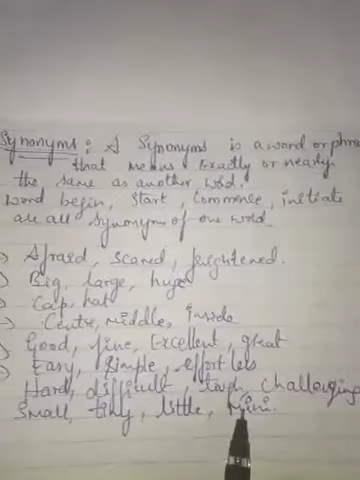 Synonyms: A Synonyms is a word or phrase
that means Exactly or nearly
the same as another word.
Word begin, start, Commence, initiate
are all synonyms of one word
Afraid, scared, frightened.
Big, large, huge
Cap, hat
Centre, Middle, inside
Good, fine, Excellent, great
Easy, Simple, effortless
Hard, difficult, tough, challenging
Small, tiny, little, Mini.